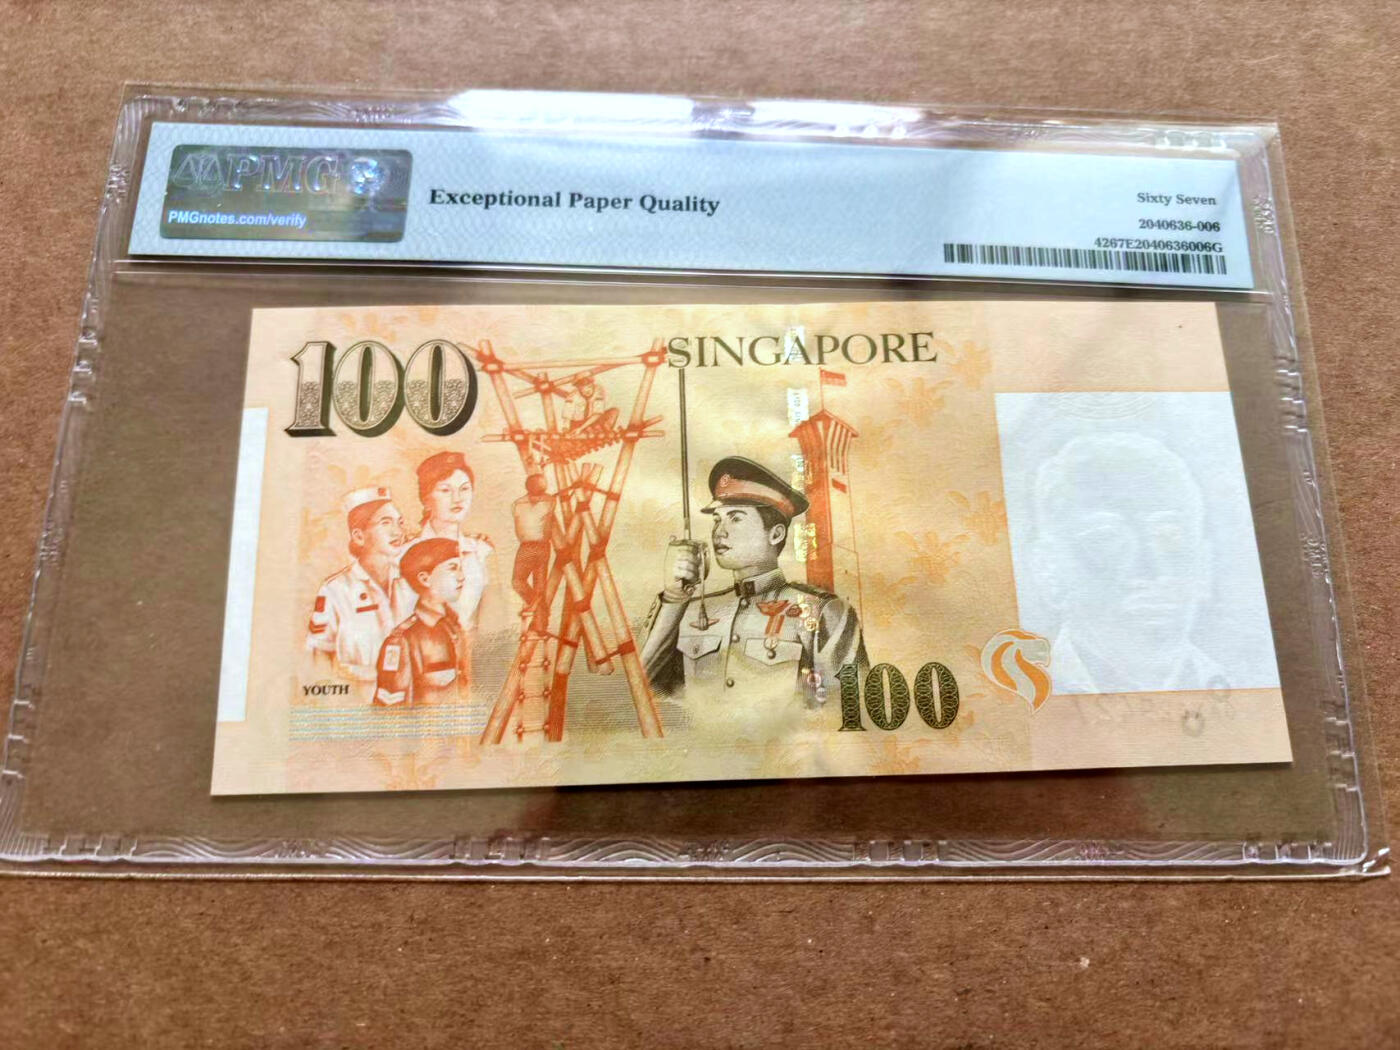 PMG
PMGnotes.com/verify
Exceptional Paper Quality
Sixty Seven
2040636-006
4267E2040636006G
100
SINGAPORE
YOUTH
100